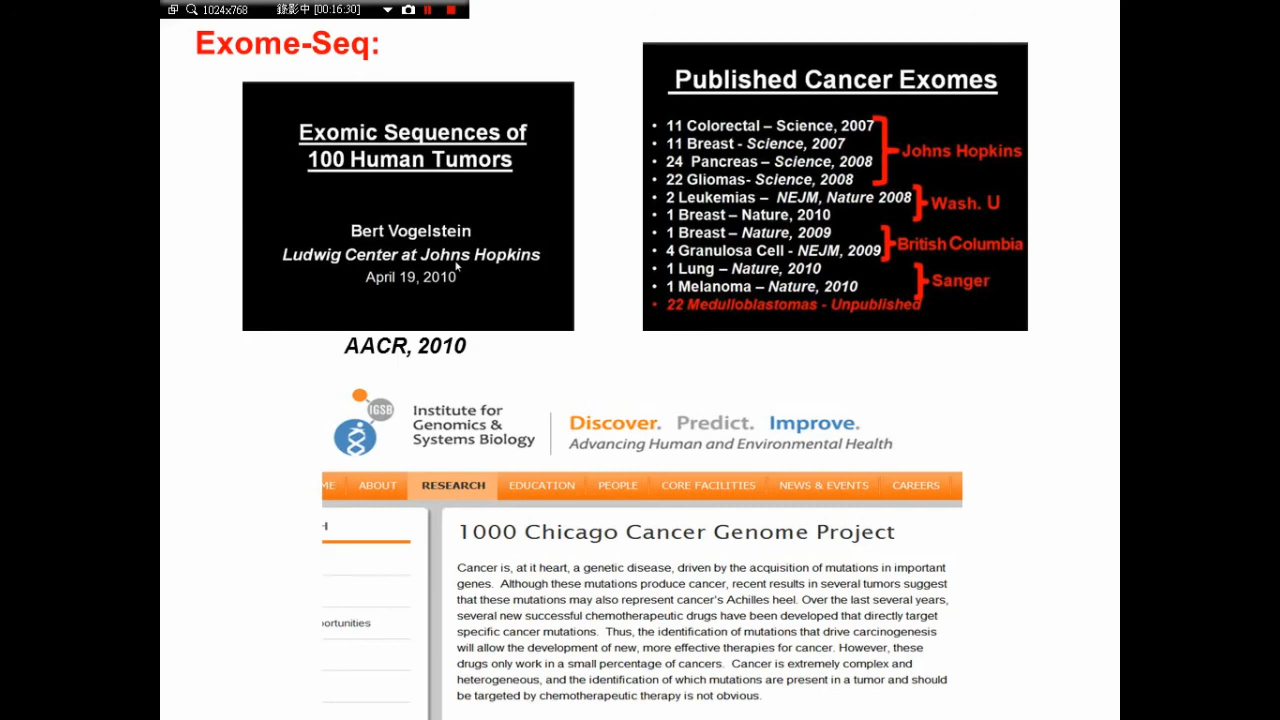 1024x768 錄影中 [00:16:30]
Exome-Seq:
Exomic Sequences of
100 Human Tumors
Bert Vogelstein
Ludwig Center at Johns Hopkins
April 19, 2010
AACR, 2010
Published Cancer Exomes
• 11 Colorectal – Science, 2007
• 11 Breast - Science, 2007
• 24 Pancreas – Science, 2008
• 22 Gliomas- Science, 2008
Johns Hopkins
• 2 Leukemias – NEJM, Nature 2008
• 1 Breast – Nature, 2010
Wash. U
• 1 Breast – Nature, 2009
• 4 Granulosa Cell - NEJM, 2009
British Columbia
• 1 Lung – Nature, 2010
• 1 Melanoma – Nature, 2010
Sanger
• 22 Medulloblastomas - Unpublished
IGSB
Institute for
Genomics &
Systems Biology
Discover. Predict. Improve.
Advancing Human and Environmental Health
ME ABOUT RESEARCH EDUCATION PEOPLE CORE FACILITIES NEWS & EVENTS CAREERS
H
ortunities
1000 Chicago Cancer Genome Project
Cancer is, at it heart, a genetic disease, driven by the acquisition of mutations in important
genes. Although these mutations produce cancer, recent results in several tumors suggest
that these mutations may also represent cancer's Achilles heel. Over the last several years,
several new successful chemotherapeutic drugs have been developed that directly target
specific cancer mutations. Thus, the identification of mutations that drive carcinogenesis
will allow the development of new, more effective therapies for cancer. However, these
drugs only work in a small percentage of cancers. Cancer is extremely complex and
heterogeneous, and the identification of which mutations are present in a tumor and should
be targeted by chemotherapeutic therapy is not obvious.